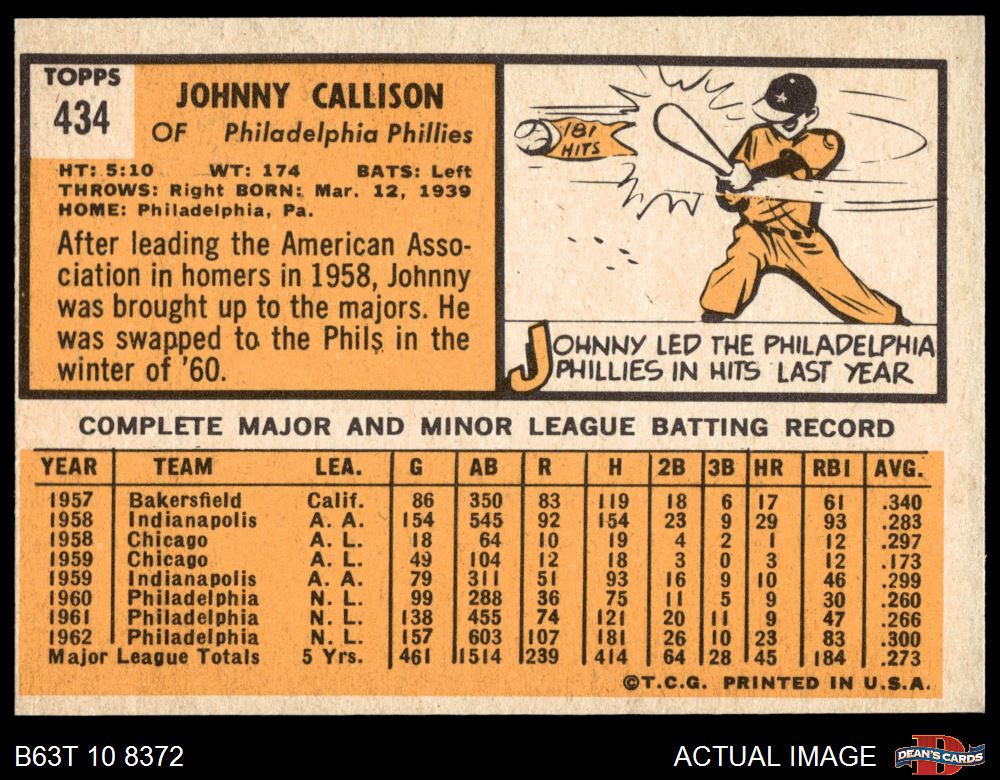 TOPPS
434
JOHNNY CALLISON
OF Philadelphia Phillies
HT: 5:10 WT: 174 BATS: Left
THROWS: Right BORN: Mar. 12, 1939
HOME: Philadelphia, Pa.
After leading the American Asso-
ciation in homers in 1958, Johnny
was brought up to the majors. He
was swapped to the Phils in the
winter of '60.
181
HITS
JOHNNY LED THE PHILADELPHIA
PHILLIES IN HITS LAST YEAR
COMPLETE MAJOR AND MINOR LEAGUE BATTING RECORD
YEAR TEAM LEA. G AB R H 2B 3B HR RBI AVG.
1957 Bakersfield Calif. 86 350 83 119 18 6 17 61 .340
1958 Indianapolis A. A. 154 545 92 154 23 9 29 93 .283
1958 Chicago A. L. 18 64 10 19 4 2 1 12 .297
1959 Chicago A. L. 49 104 12 18 3 0 3 12 .173
1959 Indianapolis A. A. 79 311 51 93 16 9 10 46 .299
1960 Philadelphia N. L. 99 288 36 75 11 5 9 30 .260
1961 Philadelphia N. L. 138 455 74 121 20 11 9 47 .266
1962 Philadelphia N. L. 157 603 107 181 26 10 23 83 .300
Major League Totals 5 Yrs. 461 1514 239 414 64 28 45 184 .273
©T.C.G. PRINTED IN U.S.A.
B63T 10 8372
ACTUAL IMAGE
D
DEAN'S CARDS